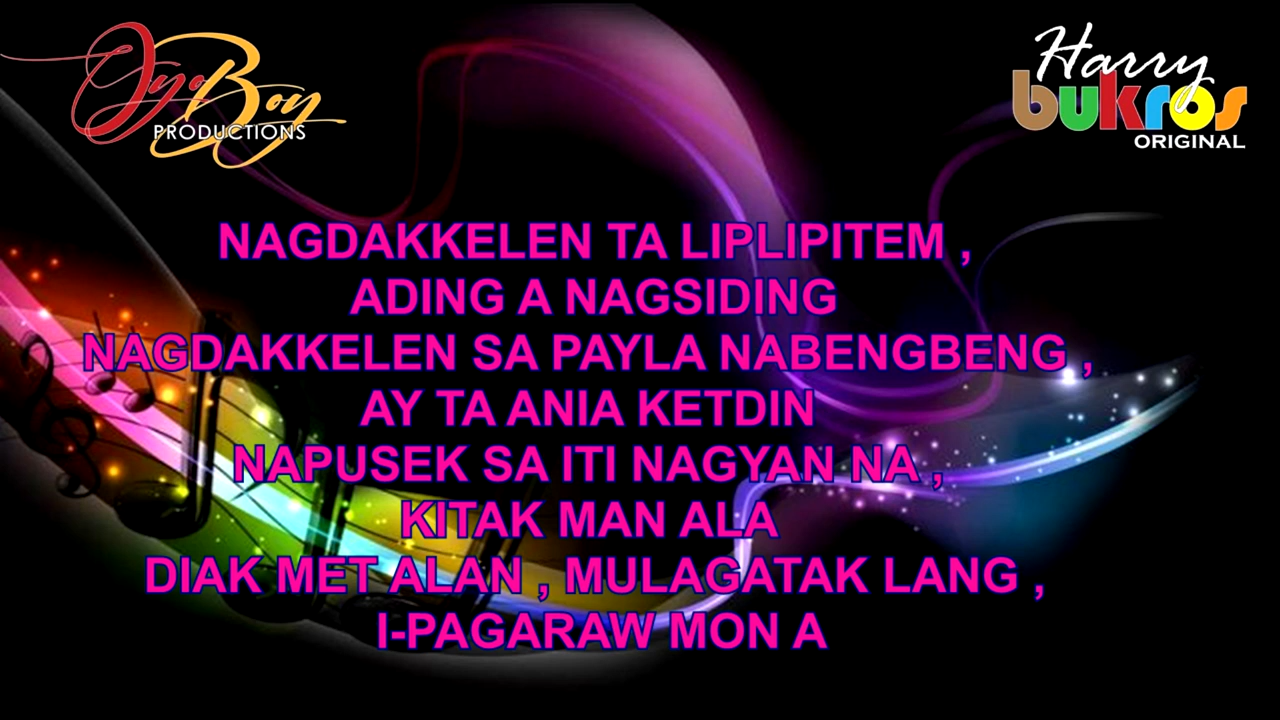 OyoBoy
PRODUCTIONS
Harry
bukros
ORIGINAL
NAGDAKKELEN TA LIPLIPITEM ,
ADING A NAGSIDING
NAGDAKKELEN SA PAYLA NABENGBENG ,
AY TA ANIA KETDIN
NAPUSEK SA ITI NAGYAN NA ,
KITAK MAN ALA
DIAK MET ALAN , MULAGATAK LANG ,
I-PAGARAW MON A